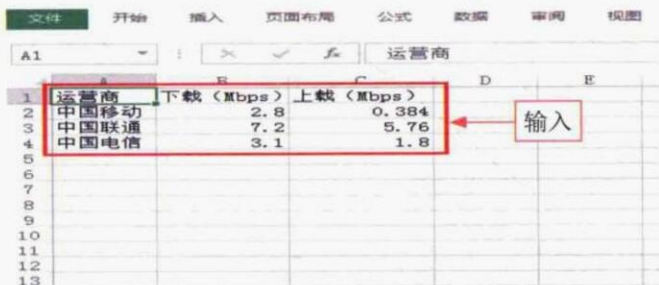 文件 开始 插入 页面布局 公式 数据 审阅 视图
A1 fx 运营商
A B C D E
1 运营商 下载（Mbps） 上载（Mbps）
2 中国移动 2.8 0.384
3 中国联通 7.2 5.76
4 中国电信 3.1 1.8
输入
5
6
7
8
9
10
11
12
13